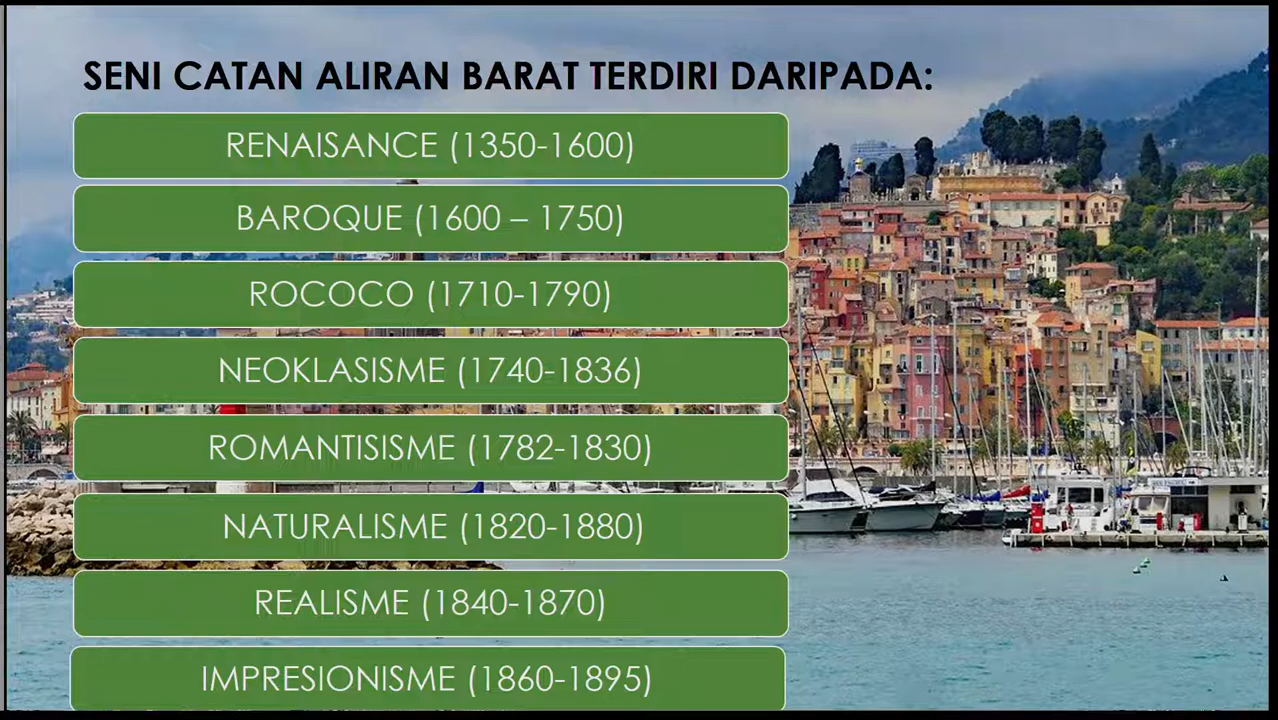 SENI CATAN ALIRAN BARAT TERDIRI DARIPADA:
RENAISANCE (1350-1600)
BAROQUE (1600 – 1750)
ROCOCO (1710-1790)
NEOKLASISME (1740-1836)
ROMANTISISME (1782-1830)
NATURALISME (1820-1880)
REALISME (1840-1870)
IMPRESIONISME (1860-1895)